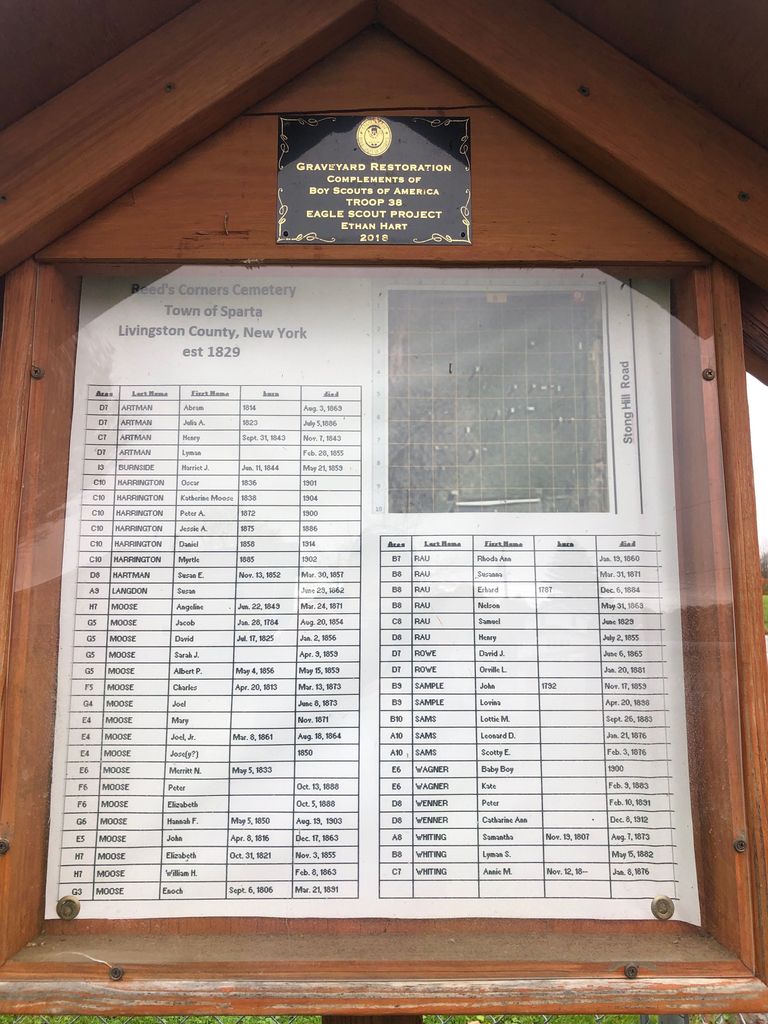 GRAVEYARD RESTORATION
COMPLEMENTS OF
BOY SCOUTS OF AMERICA
TROOP 38
EAGLE SCOUT PROJECT
ETHAN HART
2018
Reed's Corners Cemetery
Town of Sparta
Livingston County, New York
est 1829
Stong Hill Road
Area Last Name First Name born died
D7 ARTMAN Abram 1814 Aug. 3, 1869
D7 ARTMAN Julia A. 1823 July 5,1886
C7 ARTMAN Henry Sept. 31, 1843 Nov. 7, 1843
D7 ARTMAN Lyman Feb. 28, 1855
I3 BURNSIDE Harriet J. Jun. 11, 1844 May 21, 1859
C10 HARRINGTON Oscar 1836 1901
C10 HARRINGTON Katherine Moose 1838 1904
C10 HARRINGTON Peter A. 1872 1900
C10 HARRINGTON Jessie A. 1875 1886
C10 HARRINGTON Daniel 1858 1914
C10 HARRINGTON Myrtle 1885 1902
D8 HARTMAN Susan E. Nov. 13, 1852 Mar. 30, 1857
A9 LANGDON Susan June 29, 1862
H7 MOOSE Angeline Jun. 22, 1849 Mar. 24, 1871
G5 MOOSE Jacob Jan. 28, 1784 Aug. 20, 1854
G5 MOOSE David Jul. 17, 1825 Jan. 2, 1856
G5 MOOSE Sarah J. Apr. 9, 1859
G5 MOOSE Albert P. May 4, 1856 May 15, 1859
F5 MOOSE Charles Apr. 20, 1813 Mar. 13, 1873
G4 MOOSE Joel June 8, 1873
E4 MOOSE Mary Nov. 1871
E4 MOOSE Joel, Jr. Mar. 8, 1861 Aug. 18, 1864
E4 MOOSE Jose(y?) 1850
E6 MOOSE Merritt N. May 5, 1833
F6 MOOSE Peter Oct. 13, 1888
F6 MOOSE Elizabeth Oct. 5, 1888
G6 MOOSE Hannah F. May 5, 1850 Aug. 19, 1903
E5 MOOSE John Apr. 8, 1816 Dec. 17, 1863
H7 MOOSE Elizabeth Oct. 31, 1821 Nov. 3, 1855
H7 MOOSE William H. Feb. 8, 1863
G3 MOOSE Enoch Sept. 6, 1806 Mar. 21, 1891
Area Last Name First Name born died
B7 RAU Rhoda Ann Jan. 19, 1860
B8 RAU Susanna Mar. 31, 1871
B8 RAU Erhard 1787 Dec. 6, 1884
B8 RAU Nelson May 31, 1863
C8 RAU Samuel June 1829
D8 RAU Henry July 2, 1855
D7 ROWE David J. June 6, 1865
D7 ROWE Orville L. Jan. 20, 1881
B9 SAMPLE John 1792 Nov. 17, 1859
B9 SAMPLE Lovina Apr. 20, 1898
B10 SAMS Lottie M. Sept. 26, 1883
A10 SAMS Leonard D. Jan. 21, 1876
A10 SAMS Scotty E. Feb. 3, 1876
E6 WAGNER Baby Boy 1900
E6 WAGNER Kate Feb. 9, 1883
D8 WENNER Peter Feb. 10, 1891
D8 WENNER Catharine Ann Dec. 8, 1912
A8 WHITING Samantha Nov. 19, 1807 Aug. 7, 1873
B8 WHITING Lyman S. May 15, 1882
C7 WHITING Annie M. Nov. 12, 18-- Jan. 8, 1876